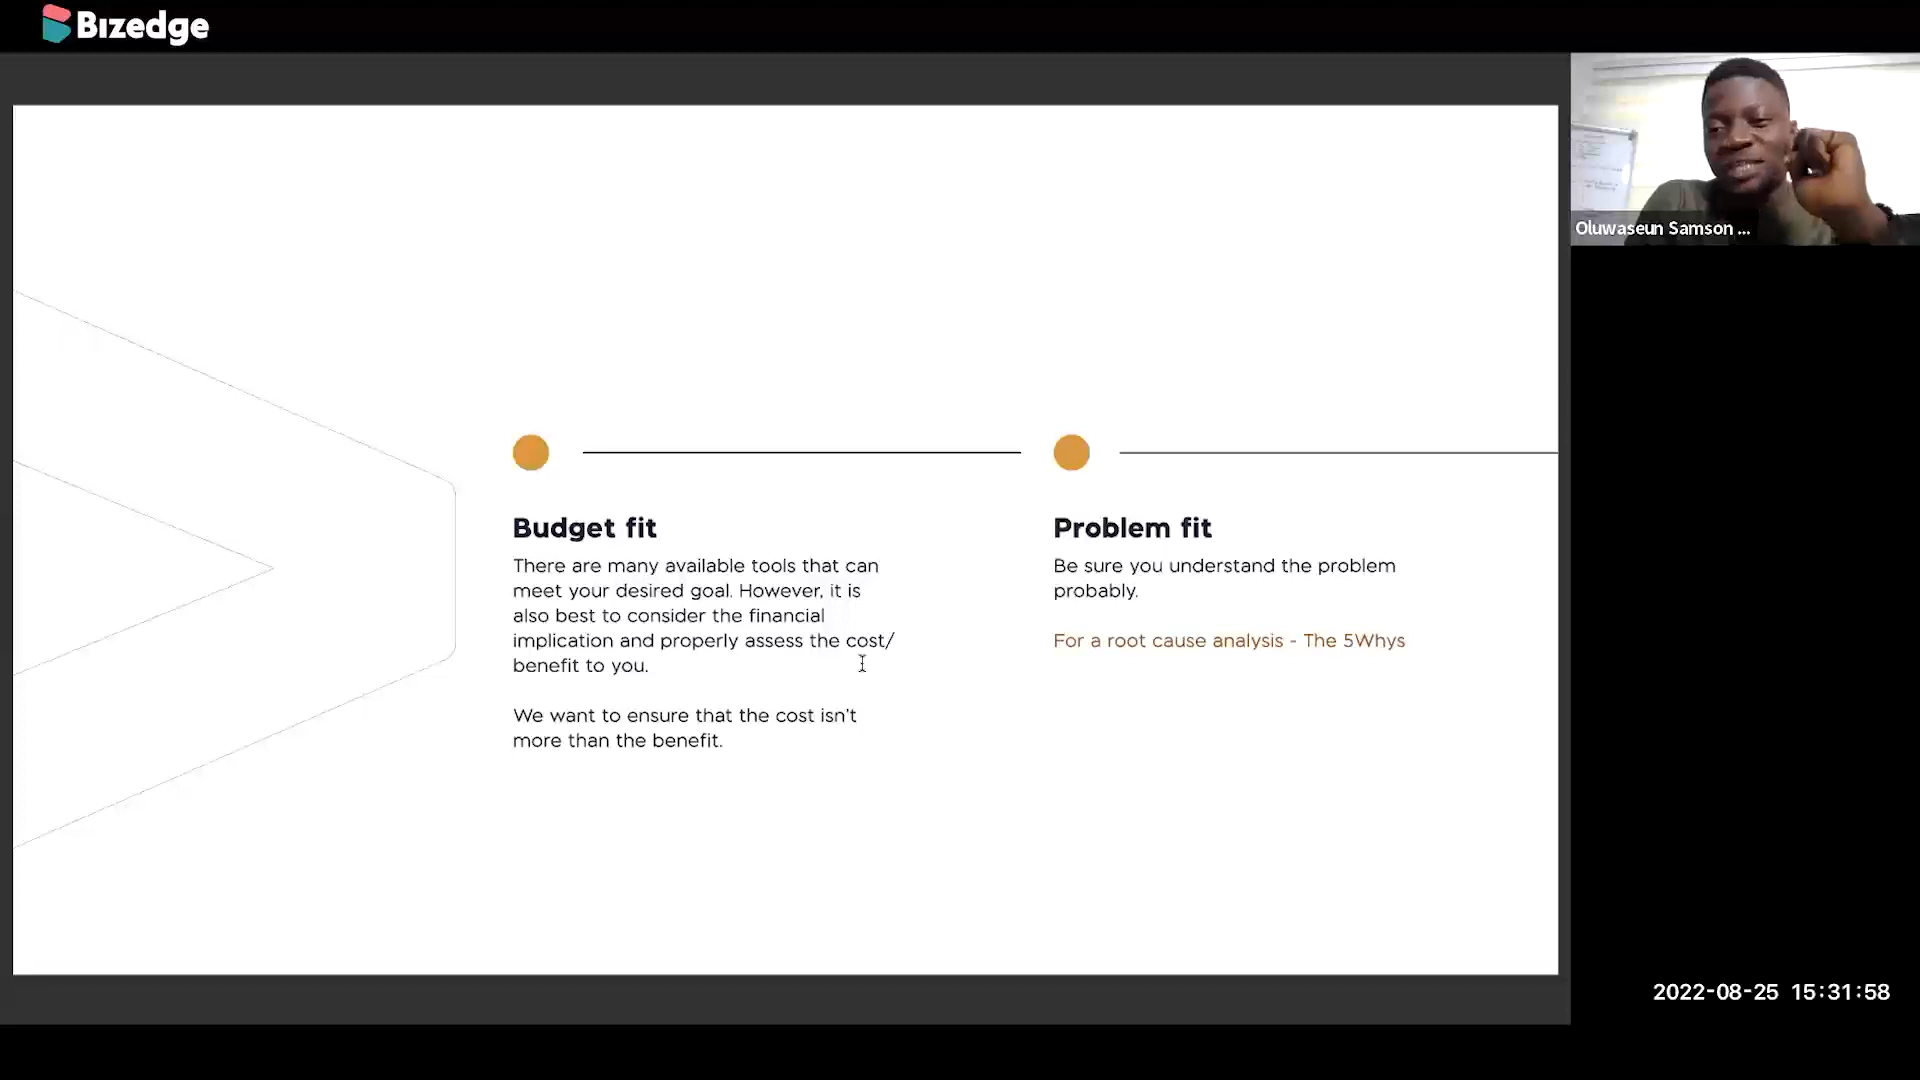 Bizedge
Oluwaseun Samson ...
Budget fit
There are many available tools that can
meet your desired goal. However, it is
also best to consider the financial
implication and properly assess the cost/
benefit to you.
We want to ensure that the cost isn't
more than the benefit.
Problem fit
Be sure you understand the problem
probably.
For a root cause analysis - The 5Whys
2022-08-25 15:31:58